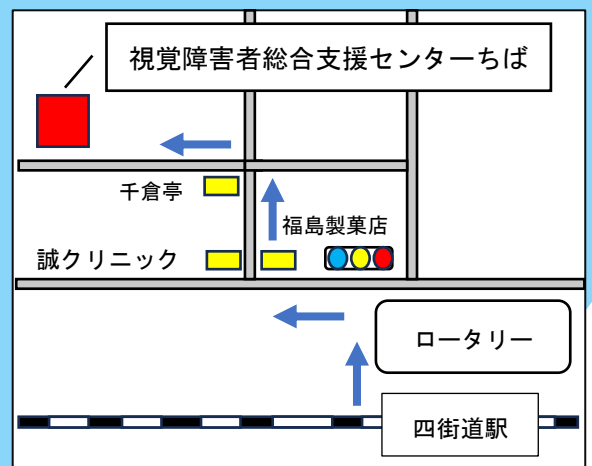 視覚障害者総合支援センターちば
千倉亭
福島製菓店
誠クリニック
ロータリー
四街道駅